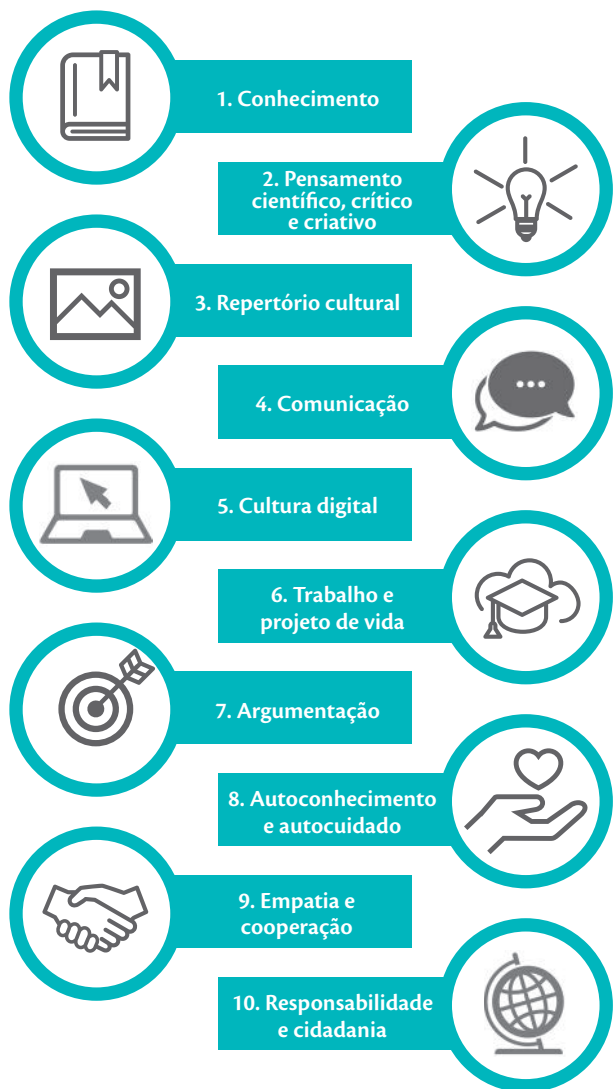 1. Conhecimento
2. Pensamento
científico, crítico
e criativo
3. Repertório cultural
4. Comunicação
5. Cultura digital
6. Trabalho e
projeto de vida
7. Argumentação
8. Autoconhecimento
e autocuidado
9. Empatia e
cooperação
10. Responsabilidade
e cidadania